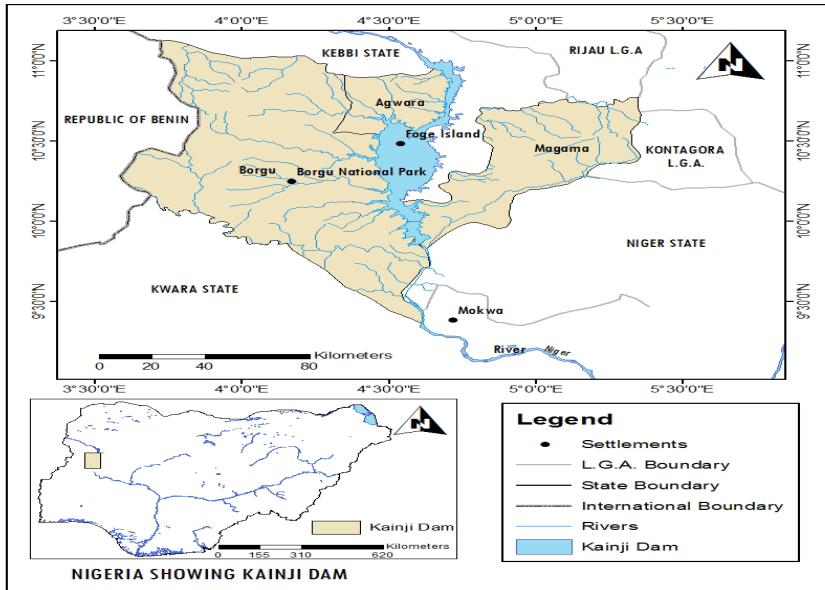 3°30'0"E 4°0'0"E 4°30'0"E 5°0'0"E 5°30'0"E
11°0'0"N 11°0'0"N
10°30'0"N 10°30'0"N
10°0'0"N 10°0'0"N
9°30'0"N 9°30'0"N
KEBBI STATE
RIJAU L.G.A
N
REPUBLIC OF BENIN
Agwara
Foge Island
Magama
KONTAGORA
L.G.A.
Borgu
Borgu National Park
NIGER STATE
KWARA STATE
Mokwa
River Niger
Kilometers
0 20 40 80
3°30'0"E 4°0'0"E 4°30'0"E 5°0'0"E 5°30'0"E
N
Kainji Dam
Kilometers
0 155 310 620
NIGERIA SHOWING KAINJI DAM
Legend
Settlements
L.G.A. Boundary
State Boundary
International Boundary
Rivers
Kainji Dam